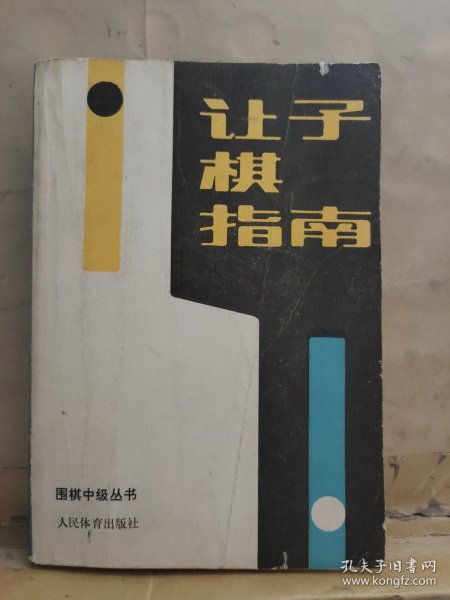 让子
棋
指南
围棋中级丛书
人民体育出版社
孔夫子旧书网
www.kongfz.com